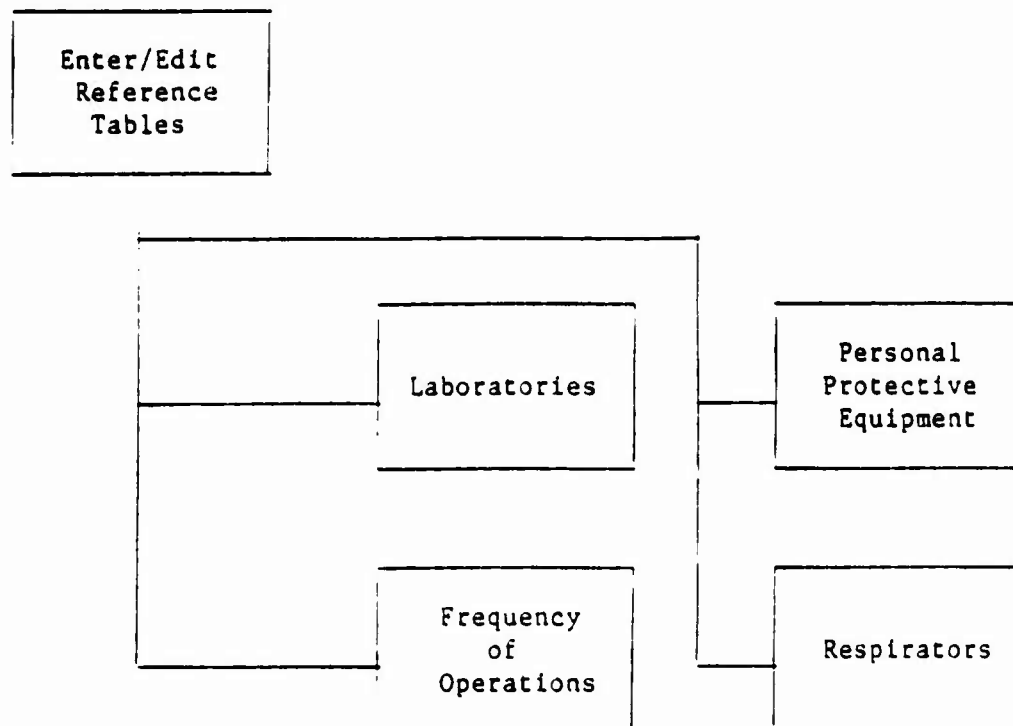 Enter/Edit
Reference
Tables
Laboratories
Personal
Protective
Equipment
Frequency
of
Operations
Respirators